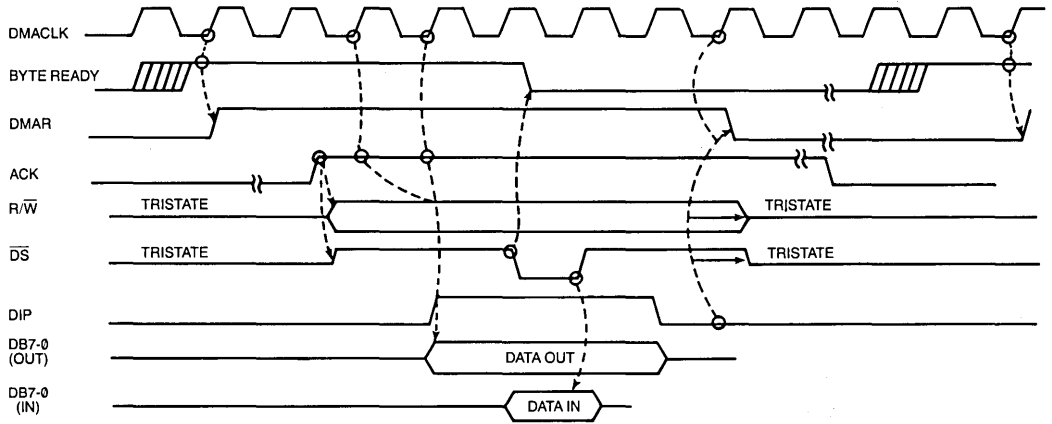 DMACLK
BYTE READY
DMAR
ACK
R/W̅
TRISTATE
TRISTATE
D̅S̅
TRISTATE
TRISTATE
DIP
DB7-0
(OUT)
DATA OUT
DB7-0
(IN)
DATA IN